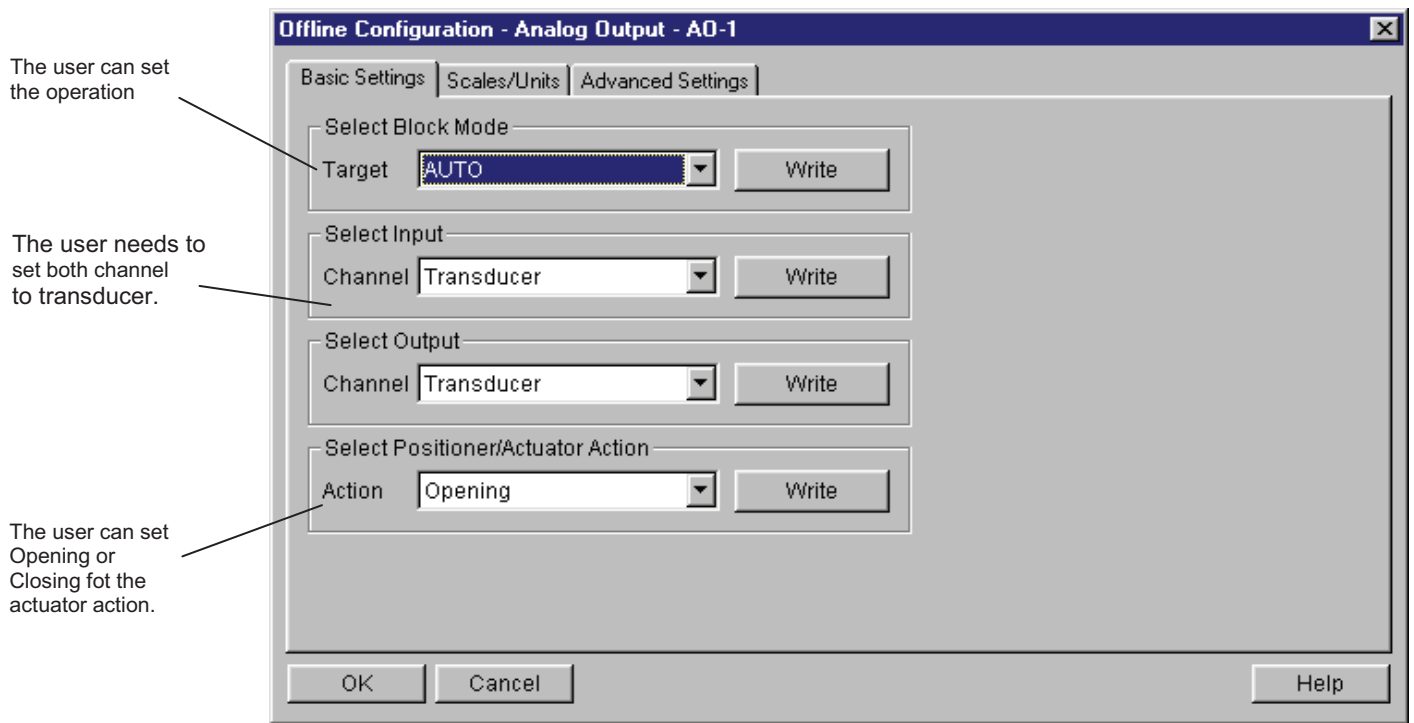 Offline Configuration - Analog Output - AO-1
The user can set
the operation
Basic Settings
Scales/Units
Advanced Settings
Select Block Mode
Target
AUTO
Write
The user needs to
set both channel
to transducer.
Select Input
Channel
Transducer
Write
Select Output
Channel
Transducer
Write
Select Positioner/Actuator Action
Action
Opening
Write
The user can set
Opening or
Closing fot the
actuator action.
OK
Cancel
Help